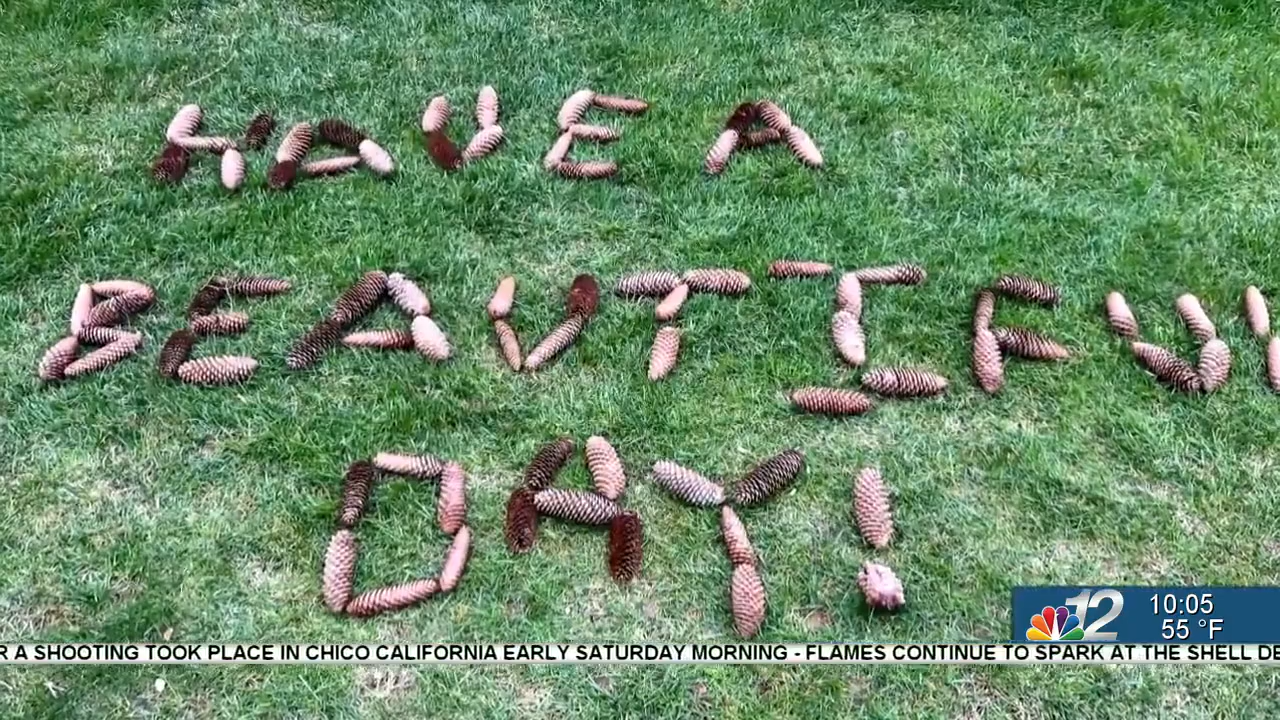 HAVE A
BEAUTIFU
DAY!
12
10:05
55 °F
R A SHOOTING TOOK PLACE IN CHICO CALIFORNIA EARLY SATURDAY MORNING - FLAMES CONTINUE TO SPARK AT THE SHELL DE